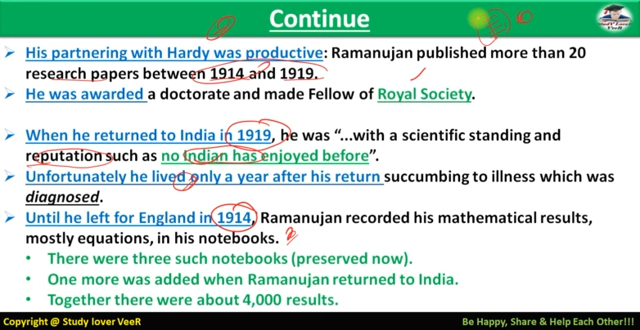 Continue
Study Lover
VeeR
His partnering with Hardy was productive: Ramanujan published more than 20
research papers between 1914 and 1919.
He was awarded a doctorate and made Fellow of Royal Society.
When he returned to India in 1919, he was “...with a scientific standing and
reputation such as no Indian has enjoyed before”.
Unfortunately he lived only a year after his return succumbing to illness which was
diagnosed.
Until he left for England in 1914, Ramanujan recorded his mathematical results,
mostly equations, in his notebooks.
• There were three such notebooks (preserved now).
• One more was added when Ramanujan returned to India.
• Together there were about 4,000 results.
Copyright @ Study lover VeeR
Be Happy, Share & Help Each Other!!!